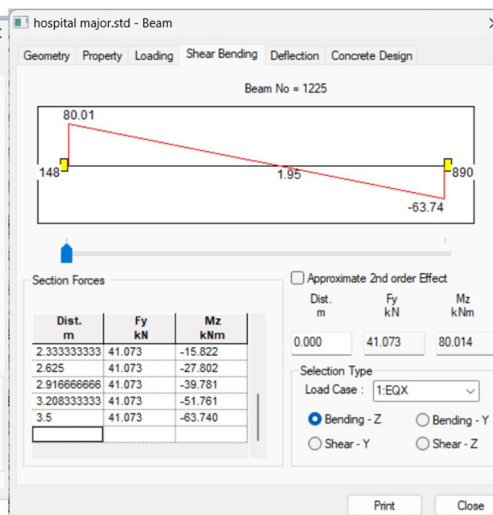 hospital major.std - Beam
Geometry Property Loading Shear Bending Deflection Concrete Design
Beam No = 1225
80.01
148 1.95 890
-63.74
Section Forces
Dist. m Fy kN Mz kNm
2.333333333 41.073 -15.822
2.625 41.073 -27.802
2.916666666 41.073 -39.781
3.208333333 41.073 -51.761
3.5 41.073 -63.740
Approximate 2nd order Effect
Dist. m Fy kN Mz kNm
0.000 41.073 80.014
Selection Type
Load Case : 1:EQX
Bending - Z Bending - Y
Shear - Y Shear - Z
Print Close